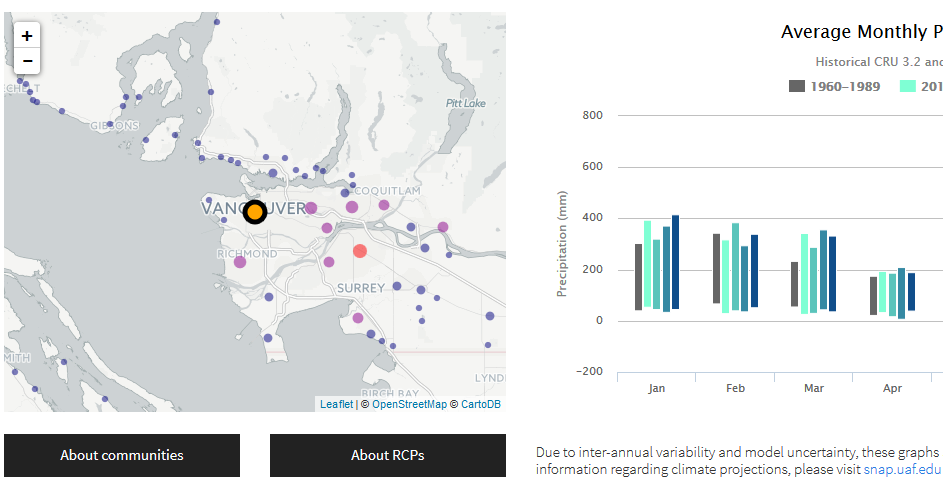 +
−
CHELT
GIBSONS
Pitt Lake
COQUITLAM
VANCOUVER
RICHMOND
SURREY
SMITH
LYND
BIRCH BAY
Leaflet | © OpenStreetMap © CartoDB
About communities
About RCPs
Average Monthly P
Historical CRU 3.2 and
1960–1989
201
Precipitation (mm)
800
600
400
200
0
−200
Jan
Feb
Mar
Apr
Due to inter-annual variability and model uncertainty, these graphs
information regarding climate projections, please visit snap.uaf.edu